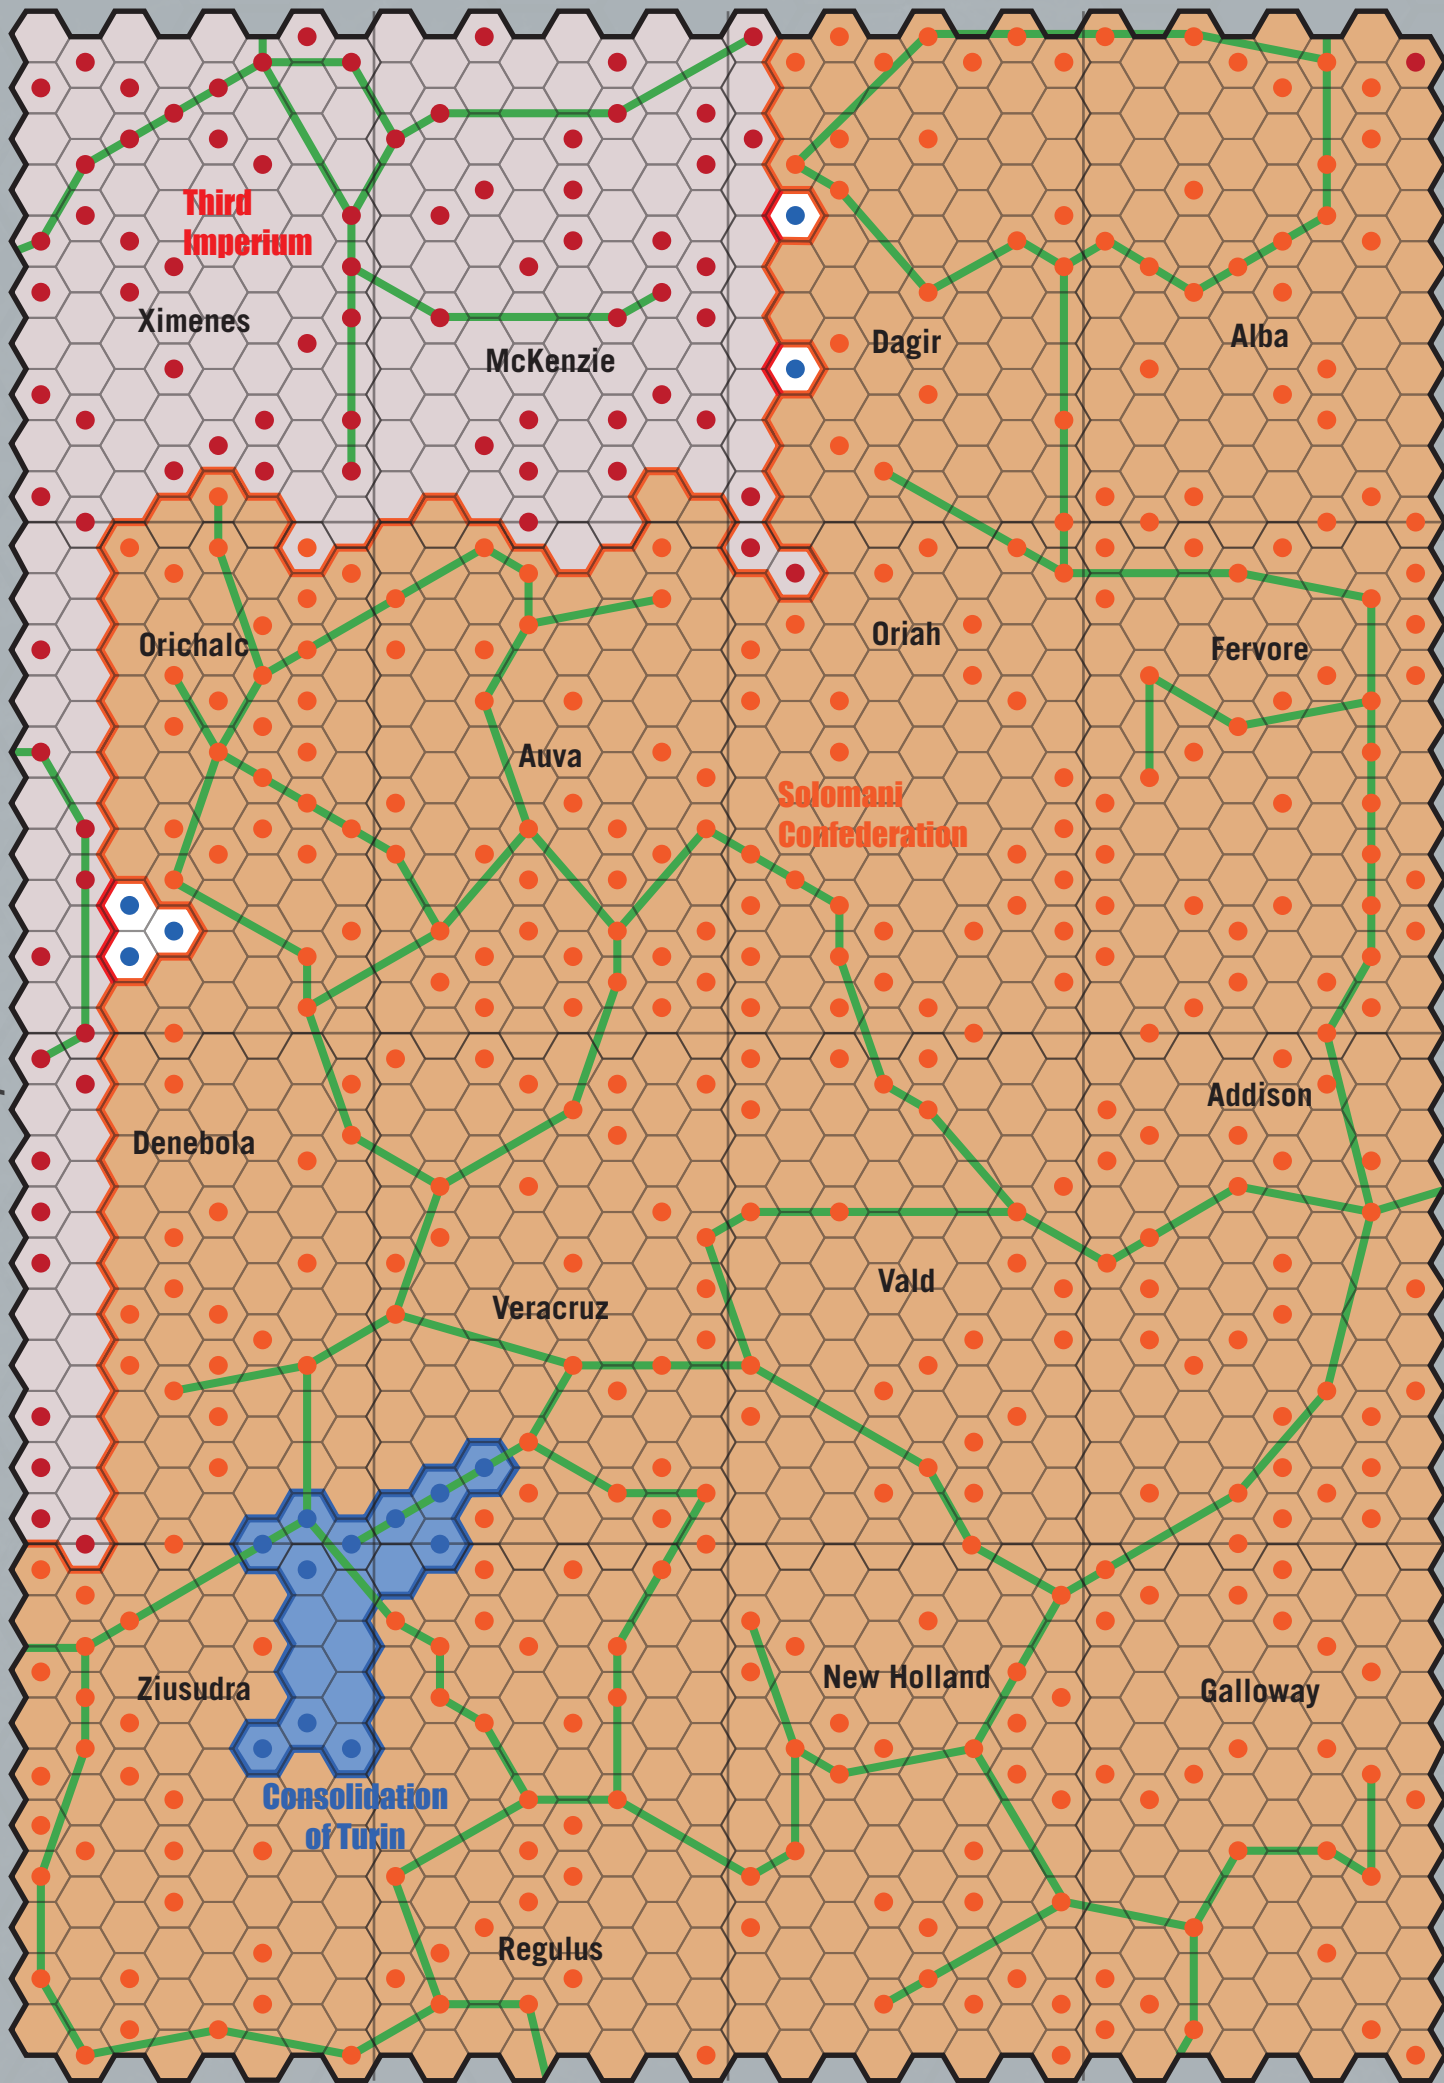 Third
Imperium
Ximenes
McKenzie
Dagir
Alba
Orichalc
Oriah
Fervore
Auva
Solomani
Confederation
Addison
Denebola
Vald
Veracruz
New Holland
Ziusudra
Galloway
Consolidation
of Turin
Regulus